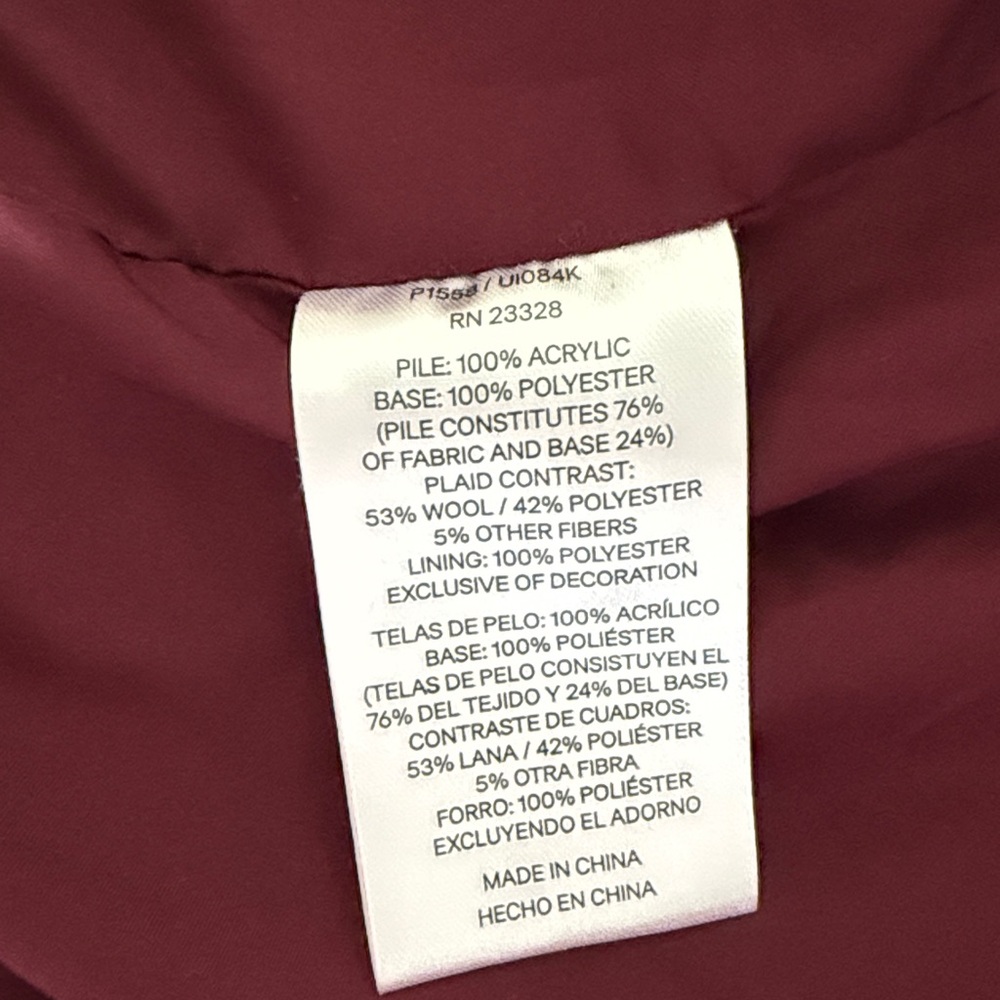 / UI084K
RN 23328
PILE: 100% ACRYLIC
BASE: 100% POLYESTER
(PILE CONSTITUTES 76%
OF FABRIC AND BASE 24%)
PLAID CONTRAST:
53% WOOL / 42% POLYESTER
5% OTHER FIBERS
LINING: 100% POLYESTER
EXCLUSIVE OF DECORATION
TELAS DE PELO: 100% ACRÍLICO
BASE: 100% POLIÉSTER
(TELAS DE PELO CONSISTUYEN EL
76% DEL TEJIDO Y 24% DEL BASE)
CONTRASTE DE CUADROS:
53% LANA / 42% POLIÉSTER
5% OTRA FIBRA
FORRO: 100% POLIÉSTER
EXCLUYENDO EL ADORNO
MADE IN CHINA
HECHO EN CHINA